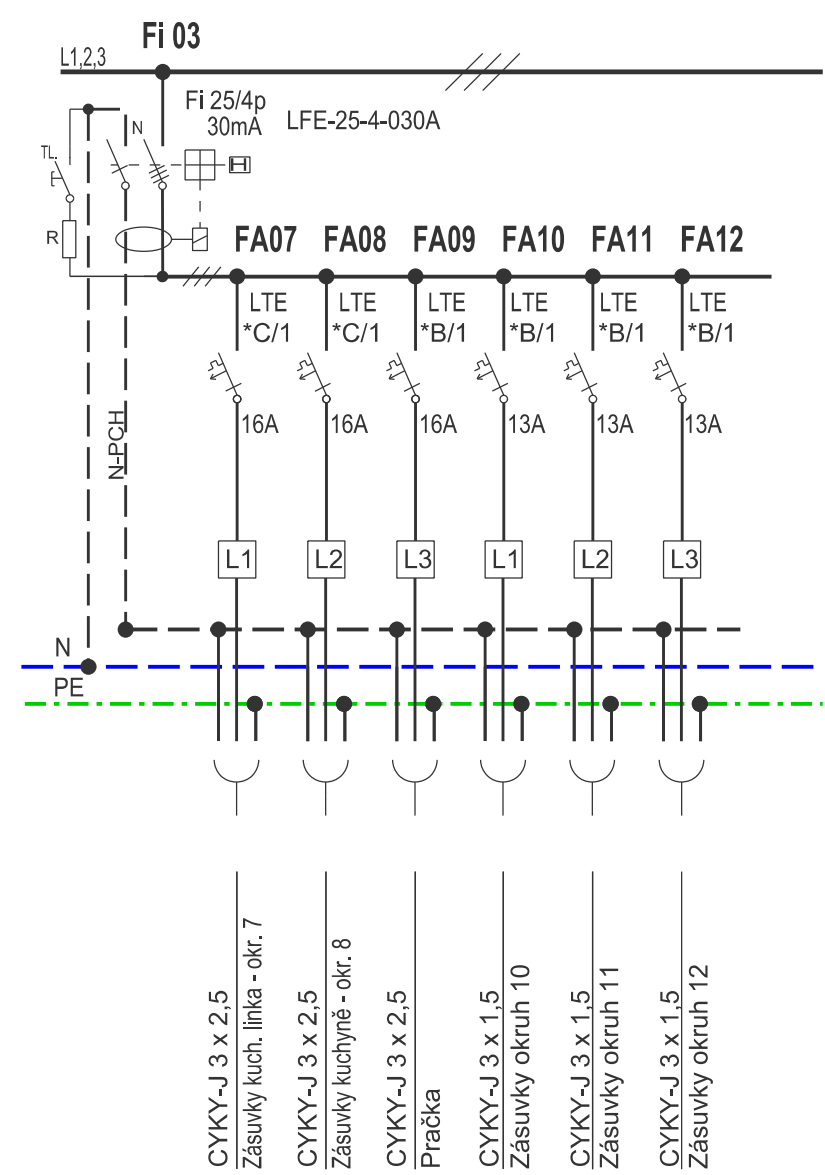 Fi 03
L1,2,3
Fi 25/4p
30mA
LFE-25-4-030A
N
TL.
R
FA07 FA08 FA09 FA10 FA11 FA12
LTE LTE LTE LTE LTE LTE
*C/1 *C/1 *B/1 *B/1 *B/1 *B/1
16A 16A 16A 13A 13A 13A
N-PCH
L1 L2 L3 L1 L2 L3
N
PE
CYKY-J 3 x 2,5
Zásuvky kuch. linka - okr. 7
CYKY-J 3 x 2,5
Zásuvky kuchyně - okr. 8
CYKY-J 3 x 2,5
Pračka
CYKY-J 3 x 1,5
Zásuvky okruh 10
CYKY-J 3 x 1,5
Zásuvky okruh 11
CYKY-J 3 x 1,5
Zásuvky okruh 12